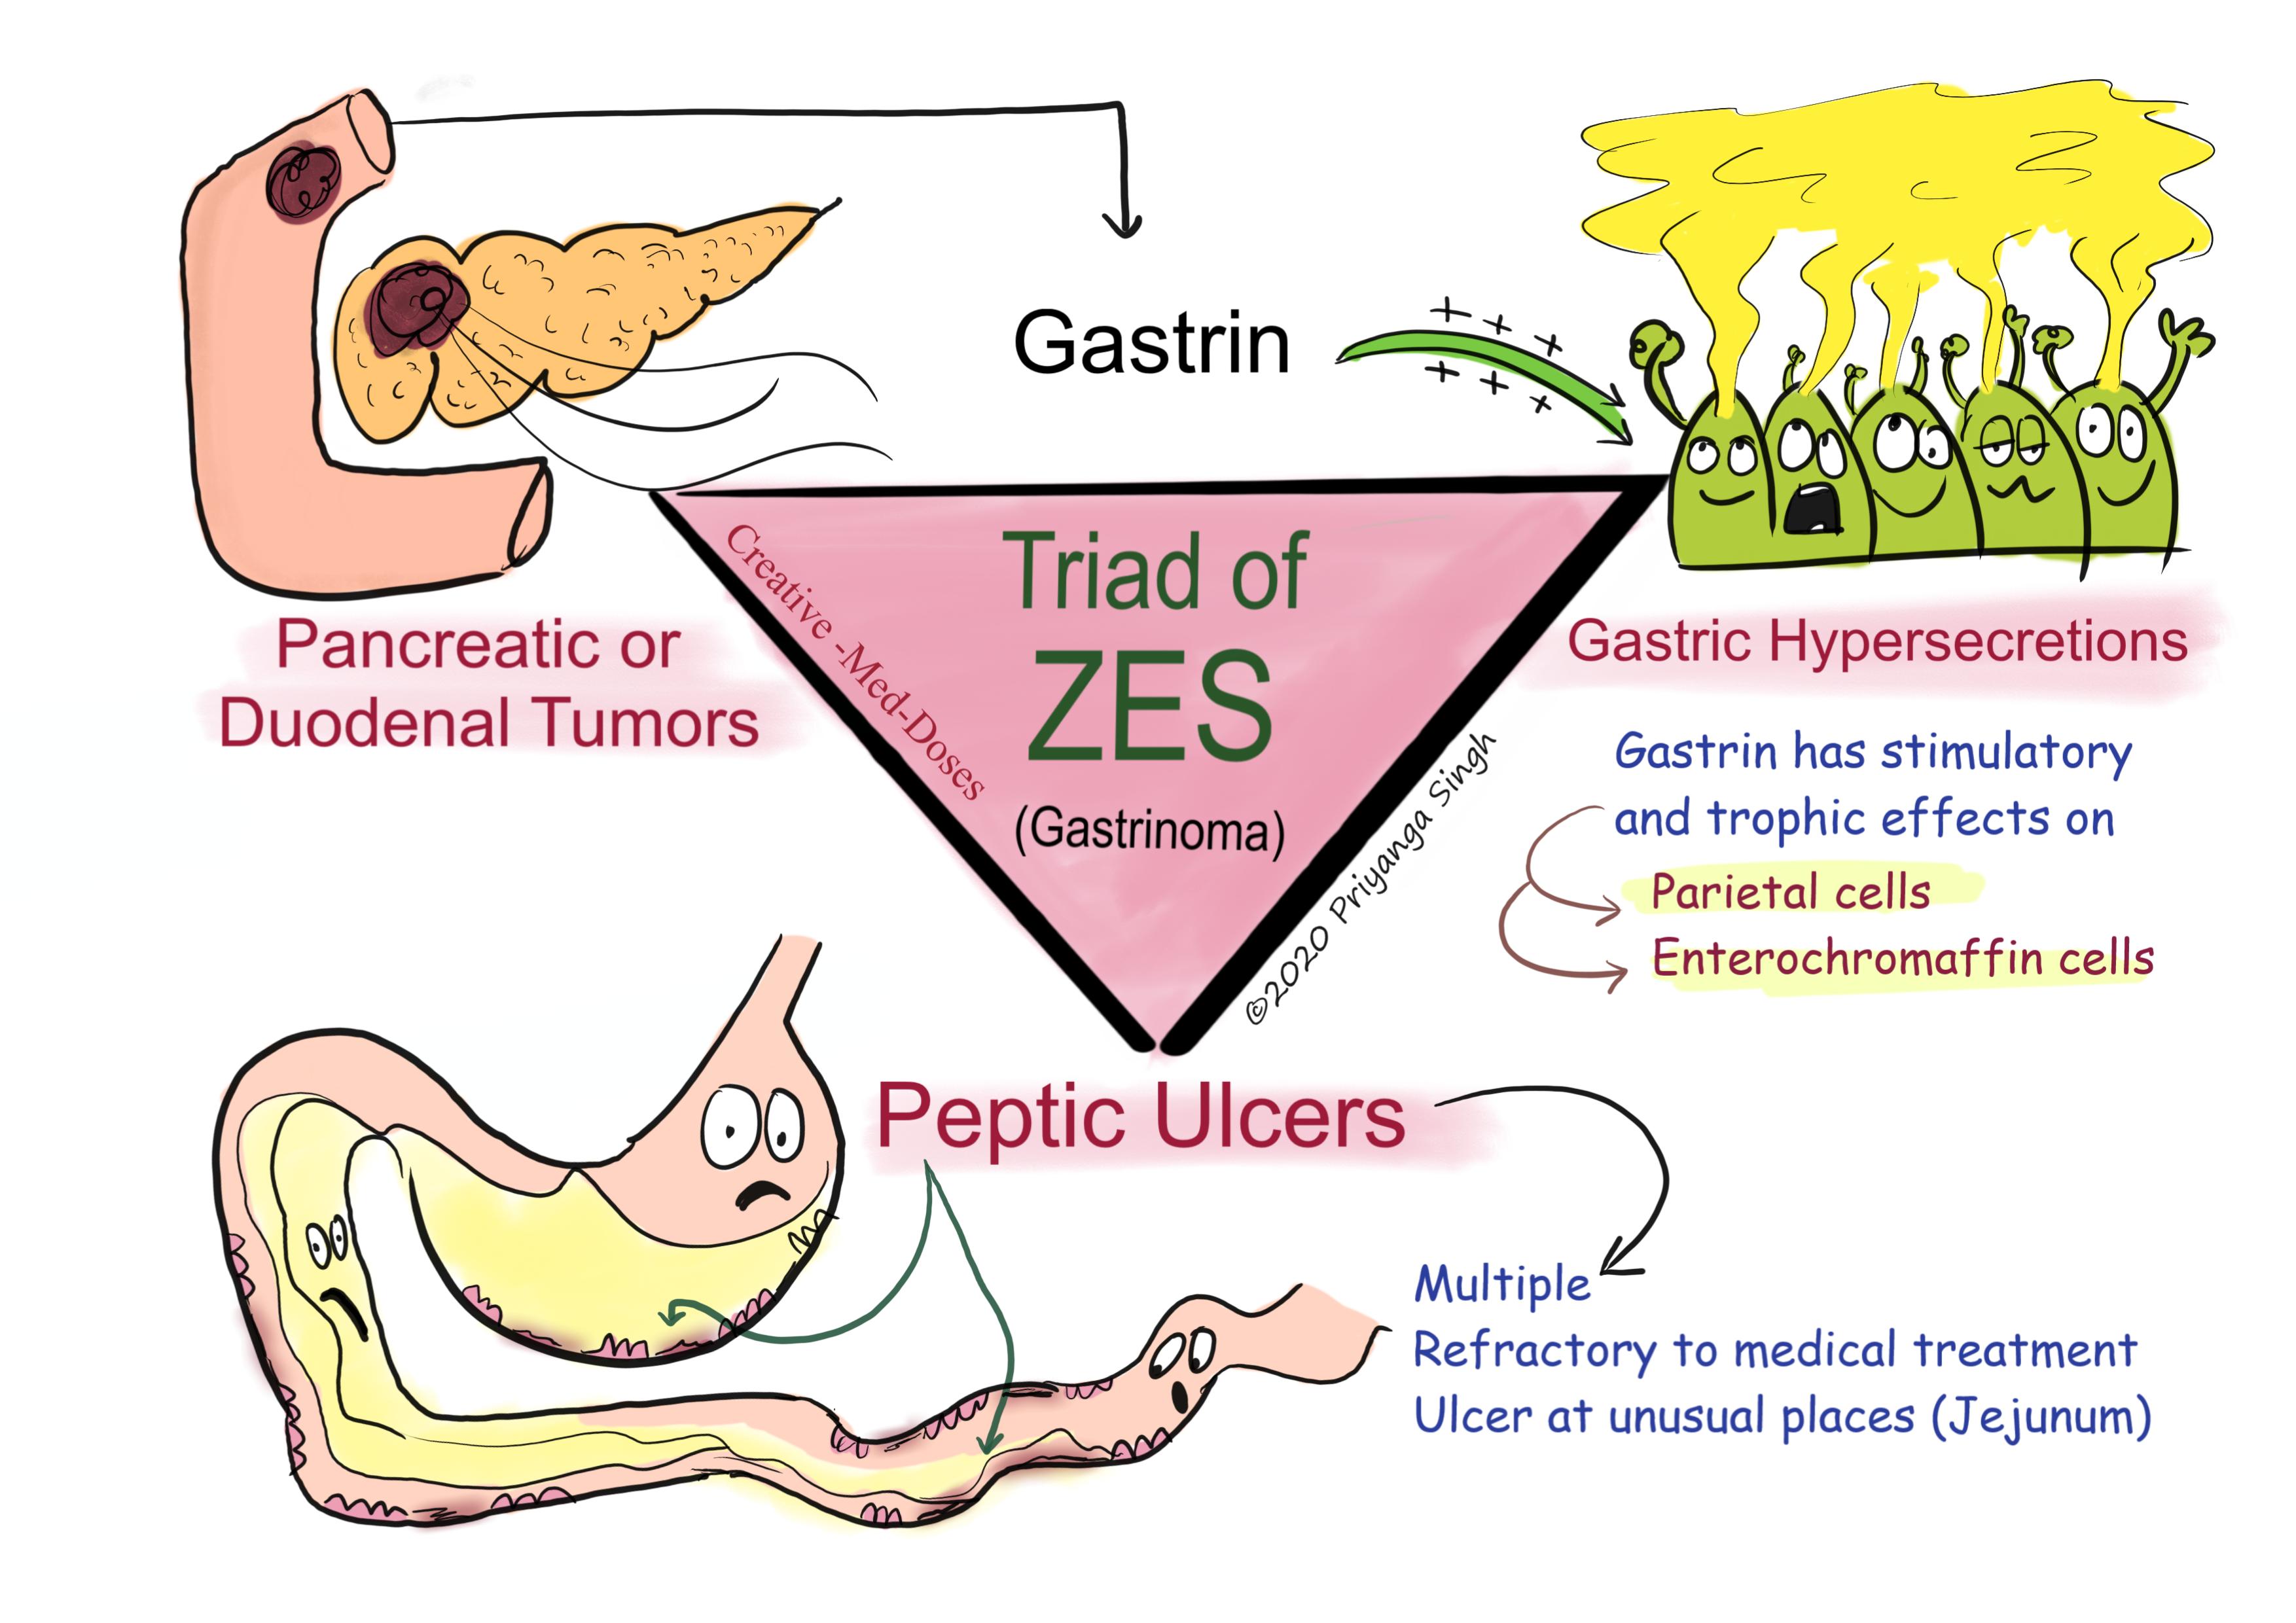 Gastrin
+ + +
+ + +
Triad of
ZES
(Gastrinoma)
Creative -Med-Doses
©2020 Priyanga Singh
Pancreatic or
Duodenal Tumors
Gastric Hypersecretions
Gastrin has stimulatory
and trophic effects on
Parietal cells
Enterochromaffin cells
Peptic Ulcers
Multiple
Refractory to medical treatment
Ulcer at unusual places (Jejunum)